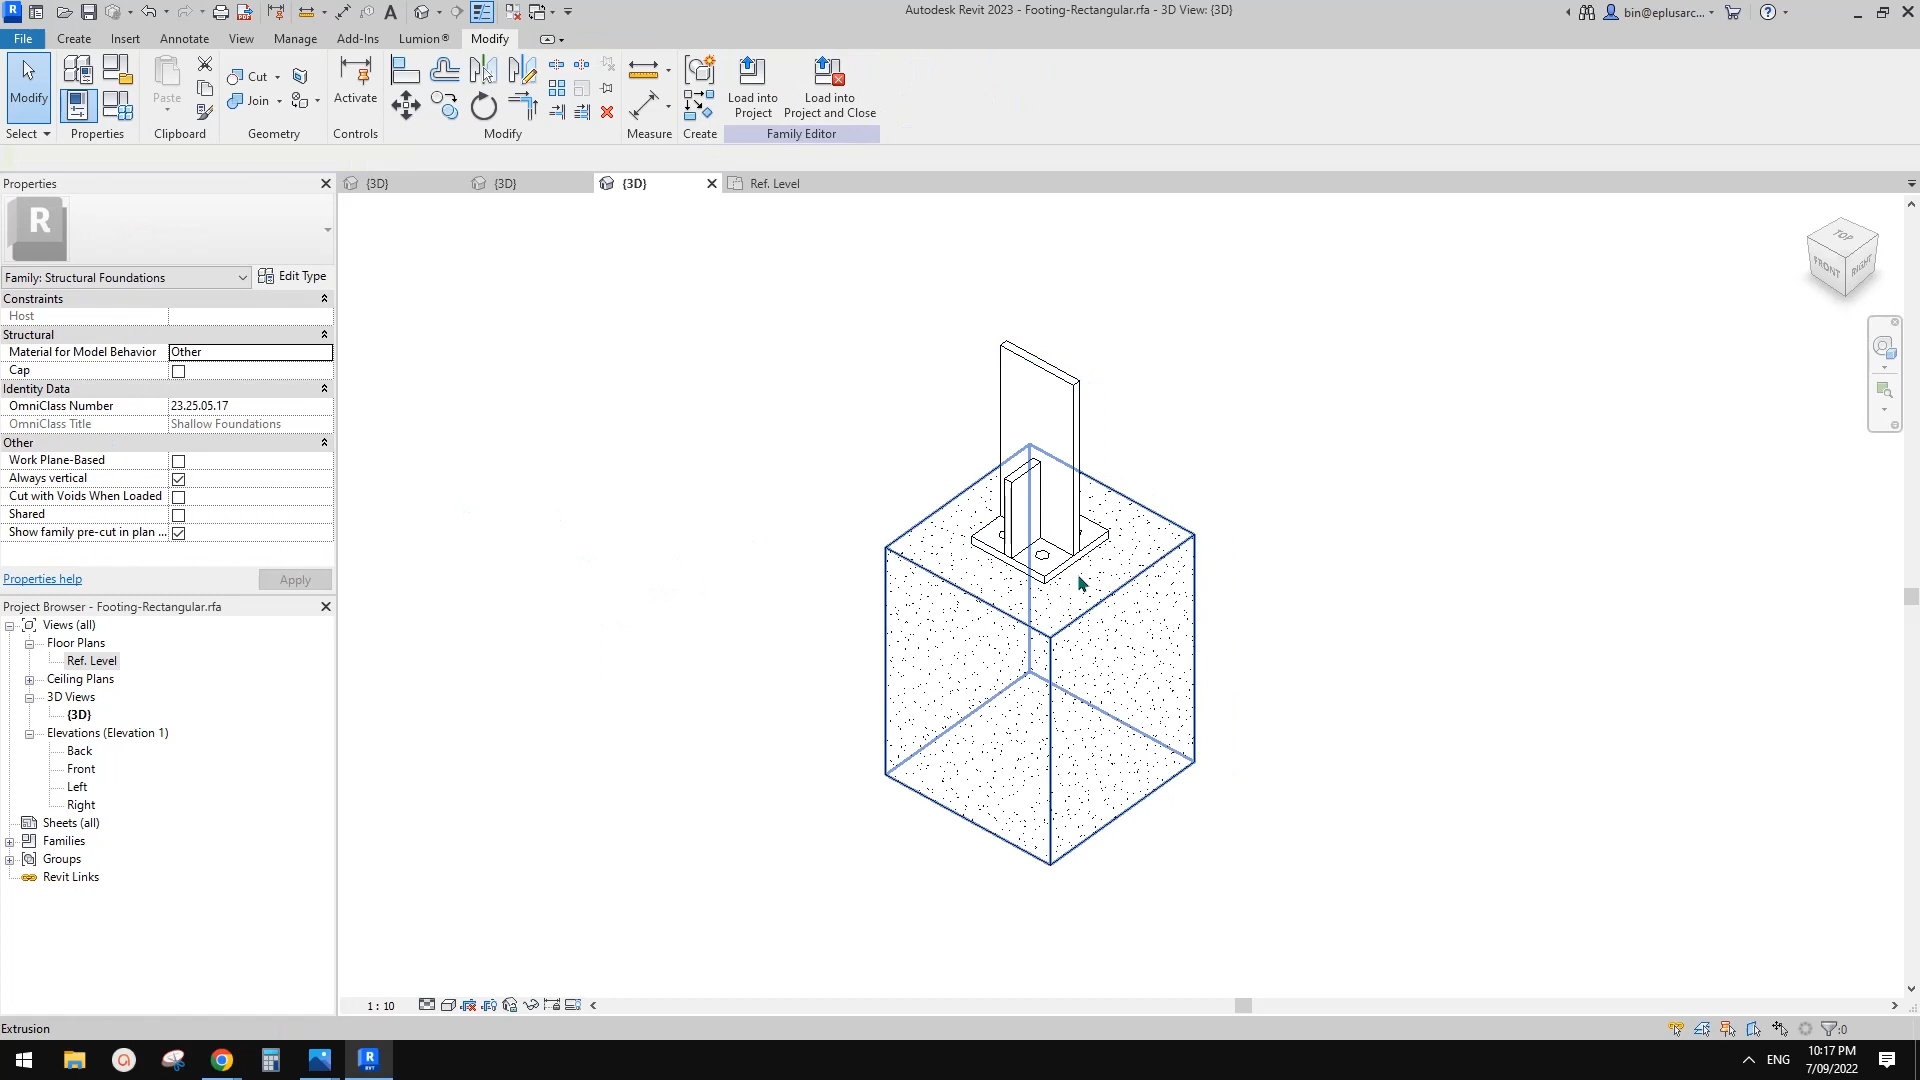 Autodesk Revit 2023 - Footing-Rectangular.rfa - 3D View: {3D}
bin@eplusarc...
File Create Insert Annotate View Manage Add-Ins Lumion® Modify
Modify
Paste
Cut
Join
Activate
Load into
Project
Load into
Project and Close
Select Properties Clipboard Geometry Controls Modify Measure Create Family Editor
Properties
{3D} {3D} {3D} Ref. Level
R
Family: Structural Foundations
Edit Type
Constraints
Host
Structural
Material for Model Behavior Other
Cap
Identity Data
OmniClass Number 23.25.05.17
OmniClass Title Shallow Foundations
Other
Work Plane-Based
Always vertical
Cut with Voids When Loaded
Shared
Show family pre-cut in plan ...
Properties help
Apply
Project Browser - Footing-Rectangular.rfa
Views (all)
Floor Plans
Ref. Level
Ceiling Plans
3D Views
{3D}
Elevations (Elevation 1)
Back
Front
Left
Right
Sheets (all)
Families
Groups
Revit Links
TOP
FRONT
RIGHT
1 : 10
Extrusion
:0
ENG
10:17 PM
7/09/2022